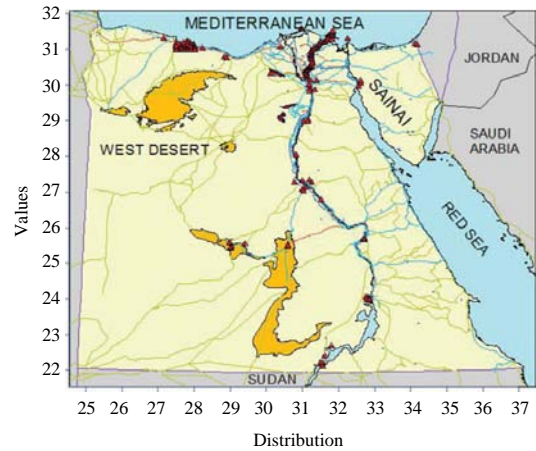 MEDITERRANEAN SEA
JORDAN
SAINAI
SAUDI
ARABIA
WEST DESERT
RED SEA
SUDAN
Values
32
31
30
29
28
27
26
25
24
23
22
25 26 27 28 29 30 31 32 33 34 35 36 37
Distribution